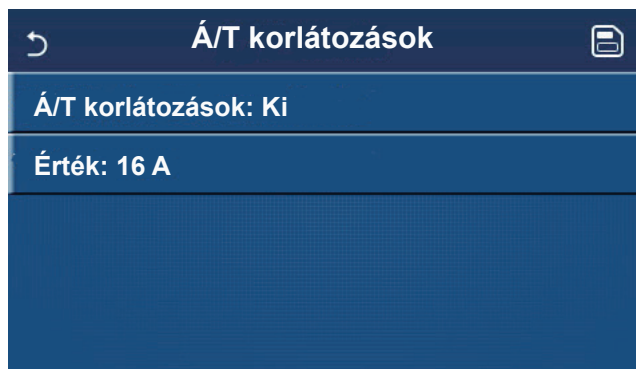 Á/T korlátozások
Á/T korlátozások: Ki
Érték: 16 A